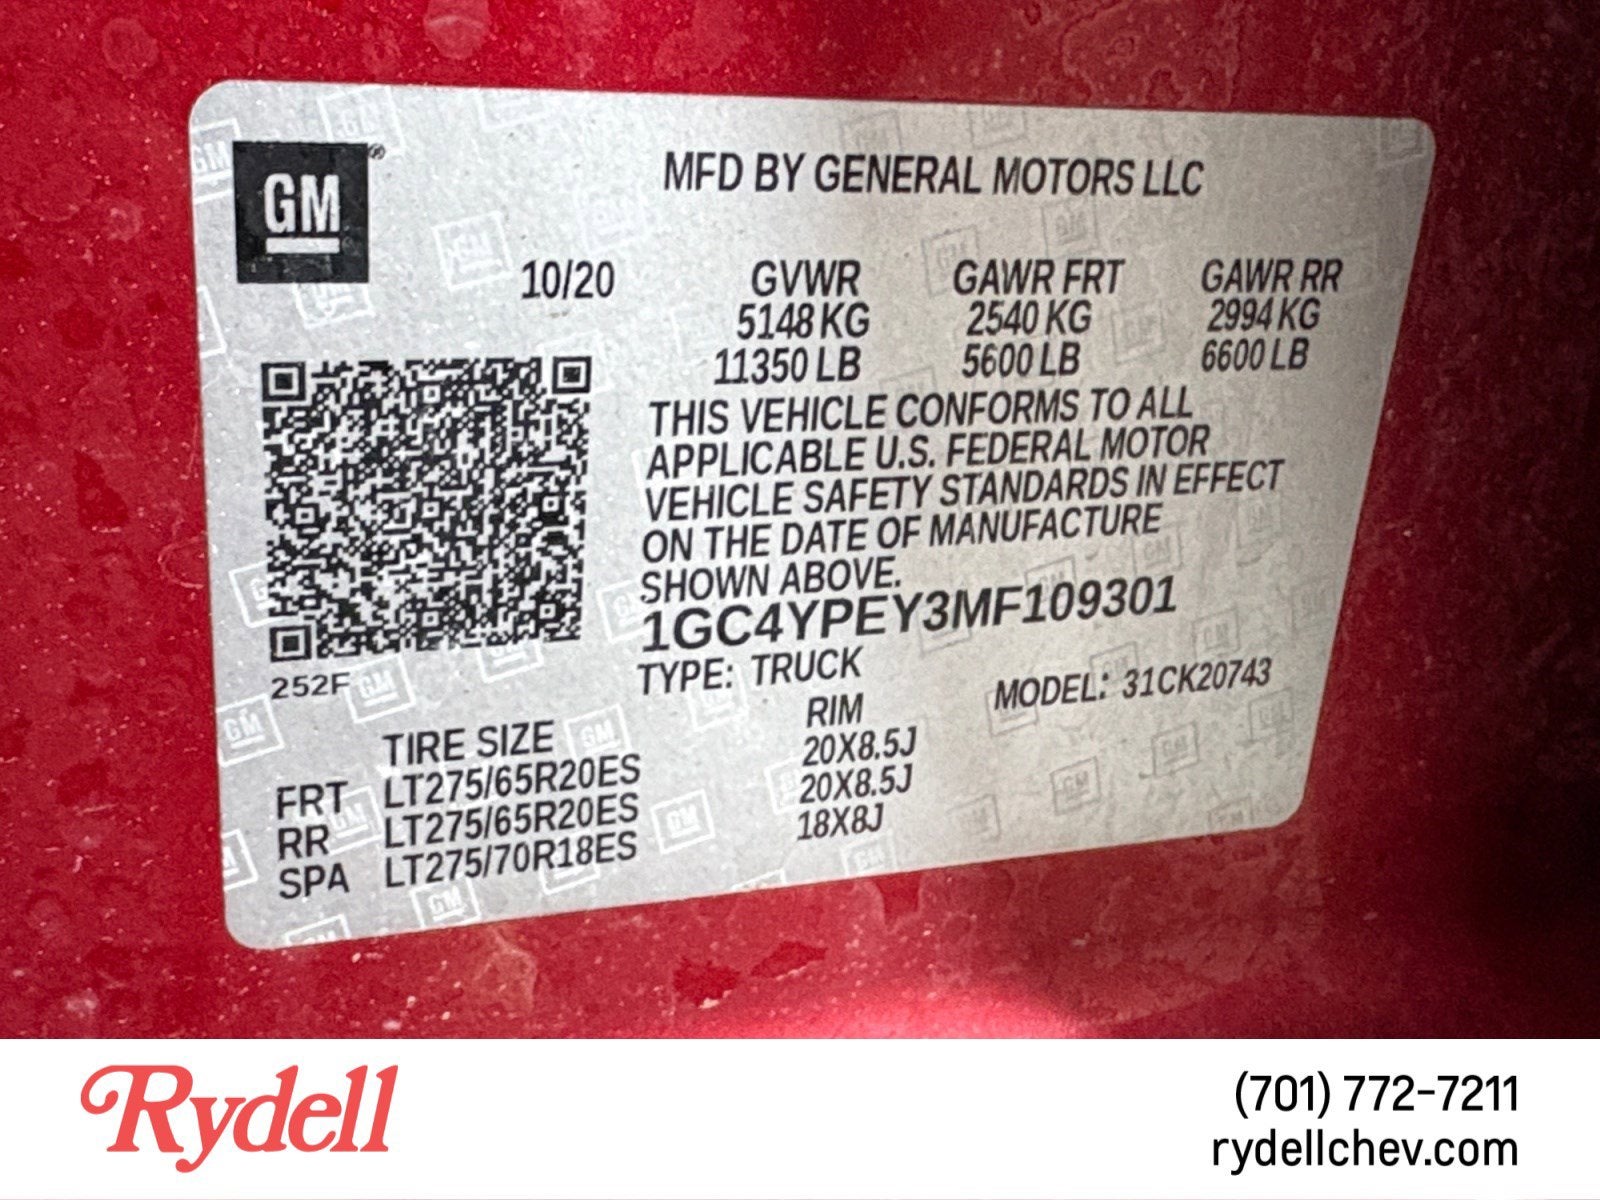 GM®
MFD BY GENERAL MOTORS LLC
10/20 GVWR GAWR FRT GAWR RR
5148 KG 2540 KG 2994 KG
11350 LB 5600 LB 6600 LB
THIS VEHICLE CONFORMS TO ALL
APPLICABLE U.S. FEDERAL MOTOR
VEHICLE SAFETY STANDARDS IN EFFECT
ON THE DATE OF MANUFACTURE
SHOWN ABOVE.
1GC4YPEY3MF109301
TYPE: TRUCK MODEL: 31CK20743
252F
TIRE SIZE RIM
FRT LT275/65R20ES 20X8.5J
RR LT275/65R20ES 20X8.5J
SPA LT275/70R18ES 18X8J
Rydell
(701) 772-7211
rydellchev.com